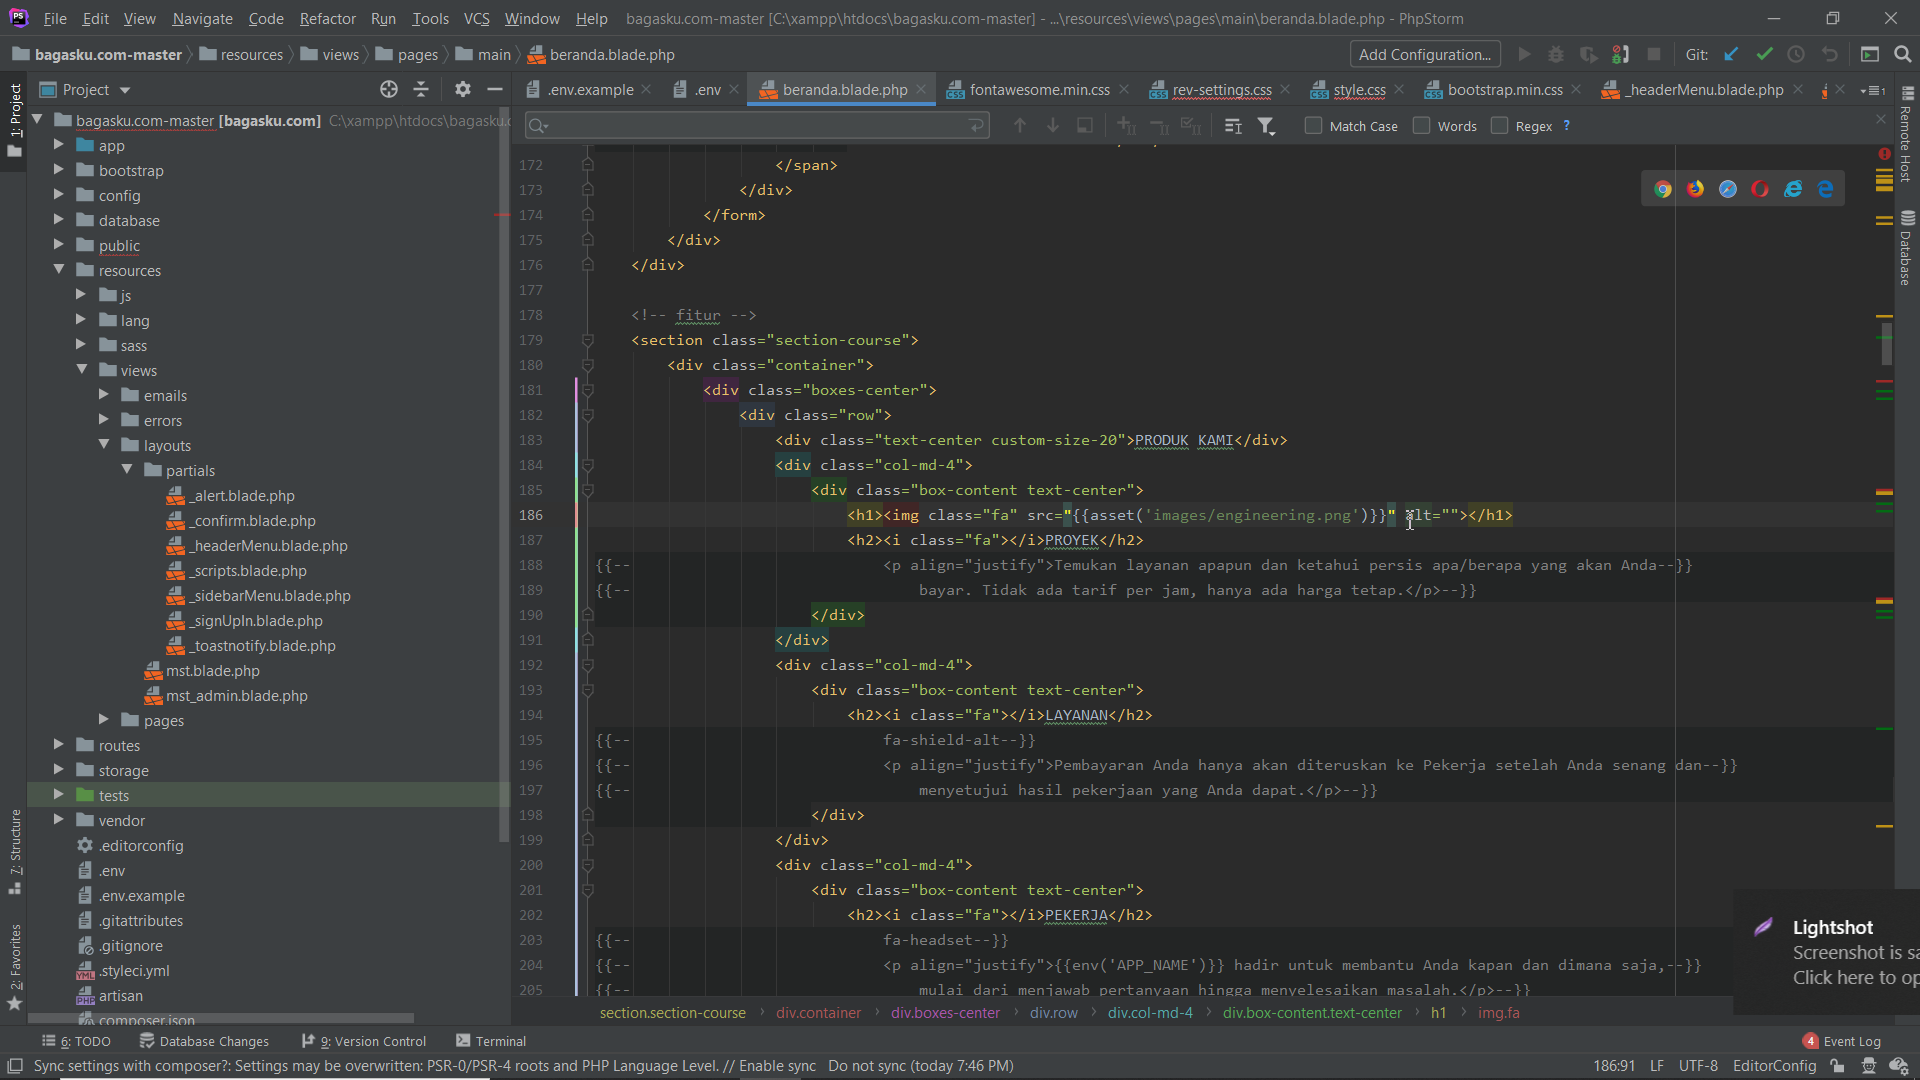 File Edit View Navigate Code Refactor Run Tools VCS Window Help bagasku.com-master [C:\xampp\htdocs\bagasku.com-master] - ...\resources\views\pages\main\beranda.blade.php - PhpStorm
bagasku.com-master resources views pages main beranda.blade.php Add Configuration... Git:
Project .env.example .env beranda.blade.php fontawesome.min.css rev-settings.css style.css bootstrap.min.css _headerMenu.blade.php
Match Case Words Regex ?
1: Project
7: Structure
2: Favorites
Remote Host
Database
bagasku.com-master [bagasku.com] C:\xampp\htdocs\bagasku.c
app
bootstrap
config
database
public
resources
js
lang
sass
views
emails
errors
layouts
partials
_alert.blade.php
_confirm.blade.php
_headerMenu.blade.php
_scripts.blade.php
_sidebarMenu.blade.php
_signUpIn.blade.php
_toastnotify.blade.php
mst.blade.php
mst_admin.blade.php
pages
routes
storage
tests
vendor
.editorconfig
.env
.env.example
.gitattributes
.gitignore
.styleci.yml
artisan
composer.json
172 </span>
173 </div>
174 </form>
175 </div>
176 </div>
177
178 <!-- fitur -->
179 <section class="section-course">
180 <div class="container">
181 <div class="boxes-center">
182 <div class="row">
183 <div class="text-center custom-size-20">PRODUK KAMI</div>
184 <div class="col-md-4">
185 <div class="box-content text-center">
186 <h1><img class="fa" src="{{asset('images/engineering.png')}}" alt=""></h1>
187 <h2><i class="fa"></i>PROYEK</h2>
188 {{-- <p align="justify">Temukan layanan apapun dan ketahui persis apa/berapa yang akan Anda--}}
189 {{-- bayar. Tidak ada tarif per jam, hanya ada harga tetap.</p>--}}
190 </div>
191 </div>
192 <div class="col-md-4">
193 <div class="box-content text-center">
194 <h2><i class="fa"></i>LAYANAN</h2>
195 {{-- fa-shield-alt--}}
196 {{-- <p align="justify">Pembayaran Anda hanya akan diteruskan ke Pekerja setelah Anda senang dan--}}
197 {{-- menyetujui hasil pekerjaan yang Anda dapat.</p>--}}
198 </div>
199 </div>
200 <div class="col-md-4">
201 <div class="box-content text-center">
202 <h2><i class="fa"></i>PEKERJA</h2>
203 {{-- fa-headset--}}
204 {{-- <p align="justify">{{env('APP_NAME')}} hadir untuk membantu Anda kapan dan dimana saja,--}}
205 {{-- mulai dari menjawab pertanyaan hingga menyelesaikan masalah.</p>--}}
Lightshot
Screenshot is sa
Click here to op
section.section-course div.container div.boxes-center div.row div.col-md-4 div.box-content.text-center h1 img.fa
6: TODO Database Changes 9: Version Control Terminal 4 Event Log
Sync settings with composer?: Settings may be overwritten: PSR-0/PSR-4 roots and PHP Language Level. // Enable sync Do not sync (today 7:46 PM) 186:91 LF UTF-8 EditorConfig